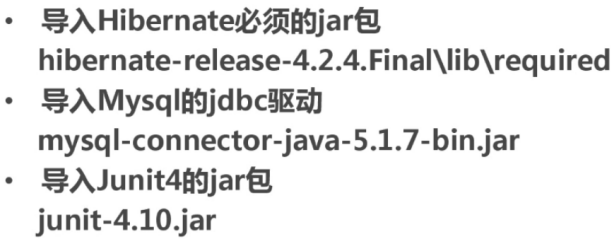 • 导入Hibernate必须的jar包
hibernate-release-4.2.4.Final\lib\required
• 导入Mysql的jdbc驱动
mysql-connector-java-5.1.7-bin.jar
• 导入Junit4的jar包
junit-4.10.jar